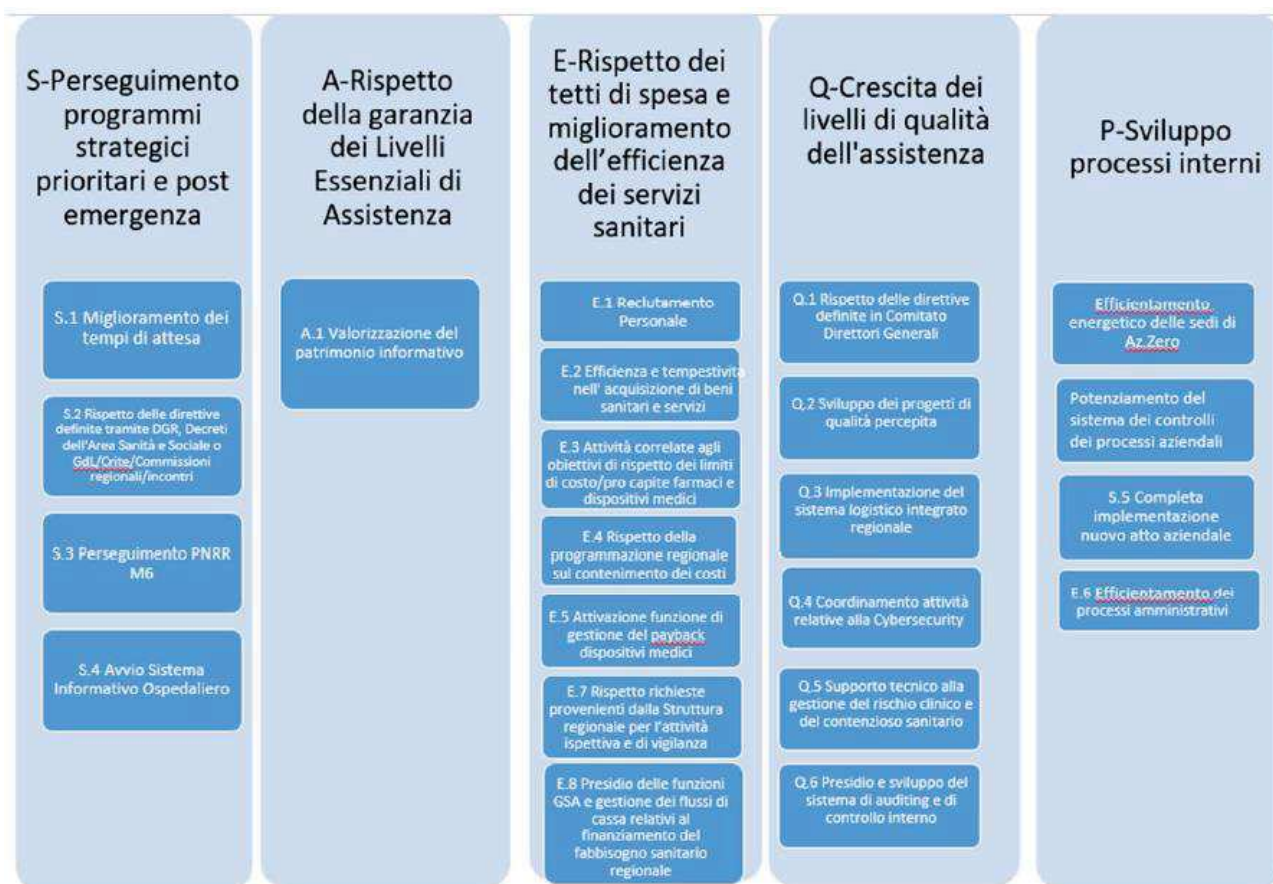 S-Perseguimento
programmi
strategici
prioritari e post
emergenza
S.1 Miglioramento dei
tempi di attesa
S.2 Rispetto delle direttive
definite tramite DGR, Decreti
dell'Area Sanità e Sociale o
GdL/Crite/Commissioni
regionali/incontri
S.3 Perseguimento PNRR
M6
S.4 Avvio Sistema
Informativo Ospedaliero
A-Rispetto
della garanzia
dei Livelli
Essenziali di
Assistenza
A.1 Valorizzazione del
patrimonio informativo
E-Rispetto dei
tetti di spesa e
miglioramento
dell'efficienza
dei servizi
sanitari
E.1 Reclutamento
Personale
E.2 Efficienza e tempestività
nell' acquisizione di beni
sanitari e servizi
E.3 Attività correlate agli
obiettivi di rispetto dei limiti
di costo/pro capite farmaci e
dispositivi medici
E.4 Rispetto della
programmazione regionale
sul contenimento dei costi
E.5 Attivazione funzione di
gestione del payback
dispositivi medici
E.7 Rispetto richieste
provenienti dalla Struttura
regionale per l'attività
ispettiva e di vigilanza
E.8 Presidio delle funzioni
GSA e gestione dei flussi di
cassa relativi al
finanziamento del
fabbisogno sanitario
regionale
Q-Crescita dei
livelli di qualità
dell'assistenza
Q.1 Rispetto delle direttive
definite in Comitato
Direttori Generali
Q.2 Sviluppo dei progetti di
qualità percepita
Q.3 Implementazione del
sistema logistico integrato
regionale
Q.4 Coordinamento attività
relative alla Cybersecurity
Q.5 Supporto tecnico alla
gestione del rischio clinico e
del contenzioso sanitario
Q.6 Presidio e sviluppo del
sistema di auditing e di
controllo interno
P-Sviluppo
processi interni
Efficientamento
energetico delle sedi di
Az.Zero
Potenziamento del
sistema dei controlli
dei processi aziendali
S.5 Completa
implementazione
nuovo atto aziendale
E.6 Efficientamento dei
processi amministrativi